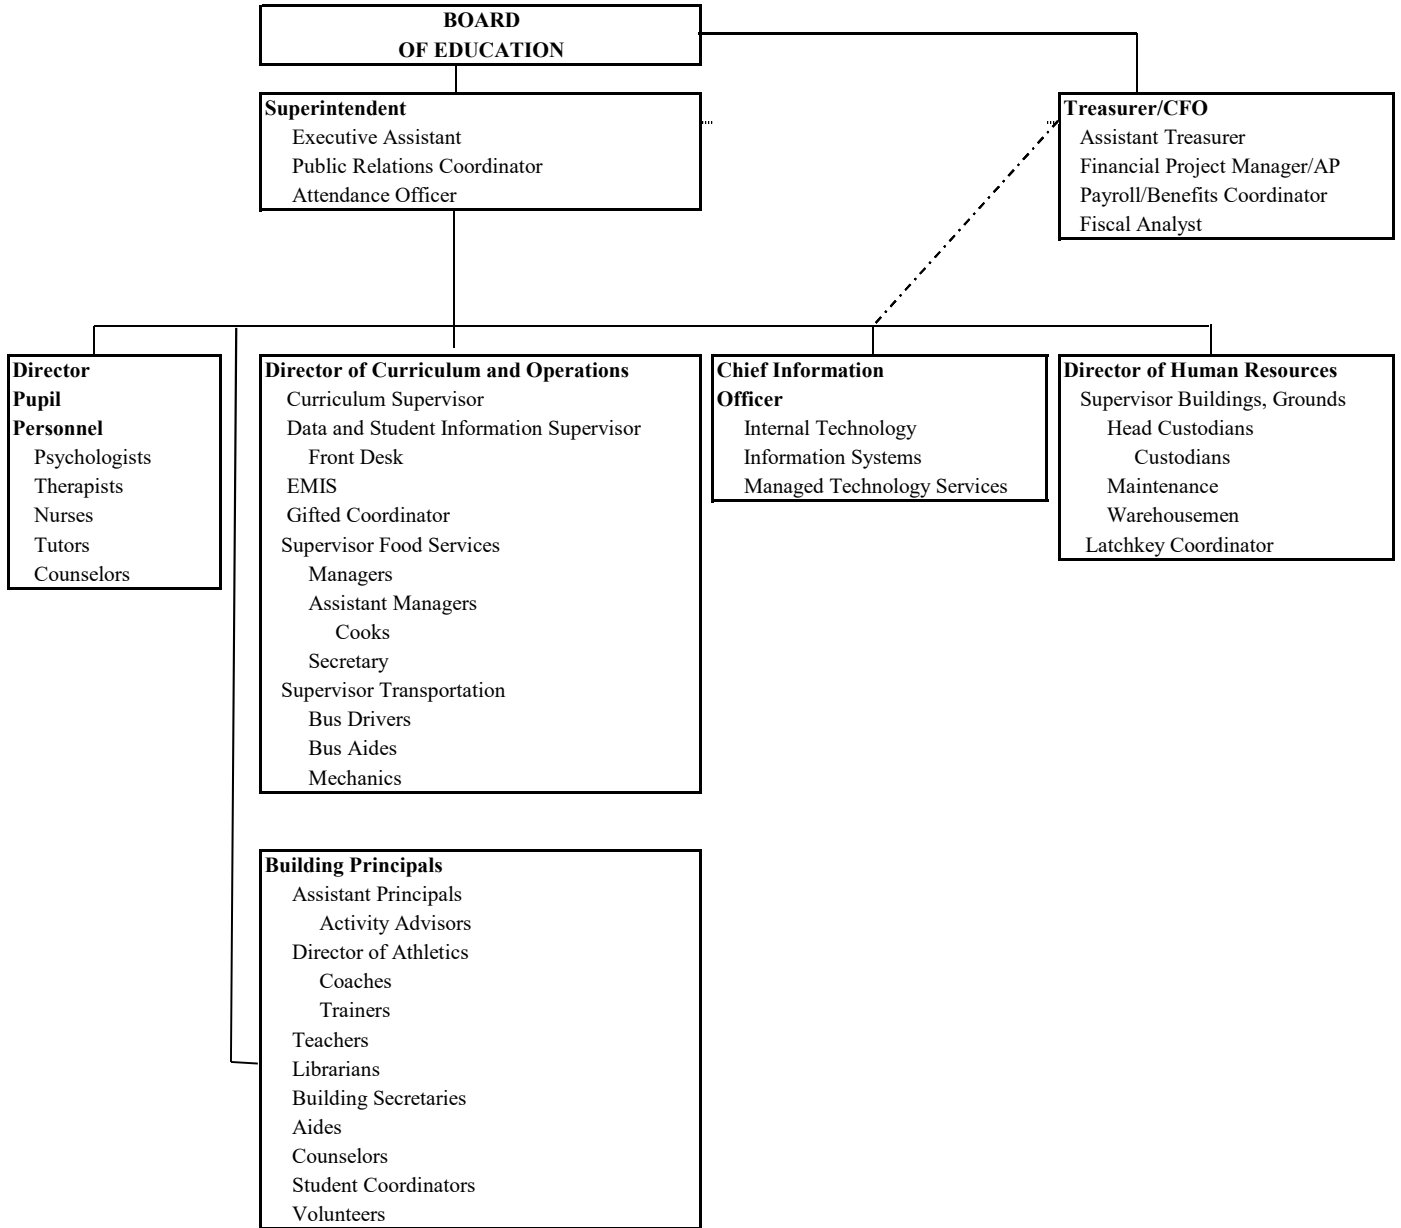 BOARD
OF EDUCATION
Superintendent
Executive Assistant
Public Relations Coordinator
Attendance Officer
Treasurer/CFO
Assistant Treasurer
Financial Project Manager/AP
Payroll/Benefits Coordinator
Fiscal Analyst
Director
Pupil
Personnel
Psychologists
Therapists
Nurses
Tutors
Counselors
Director of Curriculum and Operations
Curriculum Supervisor
Data and Student Information Supervisor
Front Desk
EMIS
Gifted Coordinator
Supervisor Food Services
Managers
Assistant Managers
Cooks
Secretary
Supervisor Transportation
Bus Drivers
Bus Aides
Mechanics
Chief Information
Officer
Internal Technology
Information Systems
Managed Technology Services
Director of Human Resources
Supervisor Buildings, Grounds
Head Custodians
Custodians
Maintenance
Warehousemen
Latchkey Coordinator
Building Principals
Assistant Principals
Activity Advisors
Director of Athletics
Coaches
Trainers
Teachers
Librarians
Building Secretaries
Aides
Counselors
Student Coordinators
Volunteers